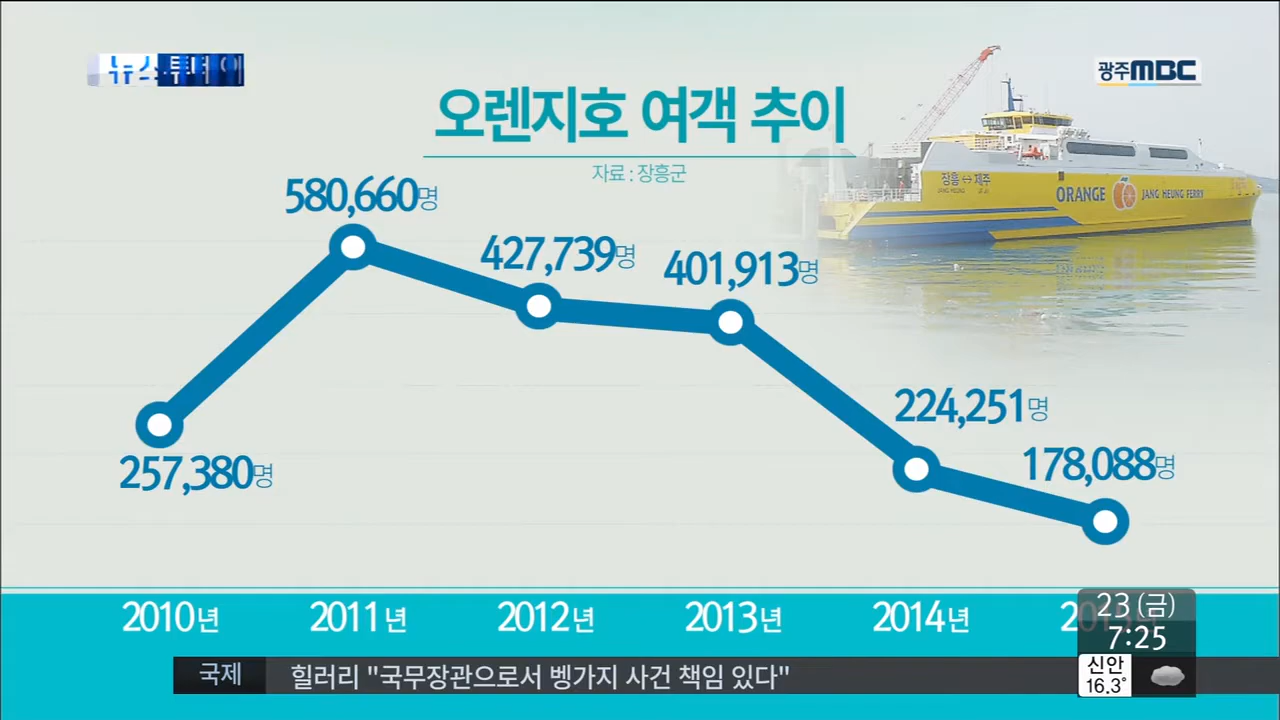 뉴스투데이
광주MBC
오렌지호 여객 추이
자료 : 장흥군
장흥 ↔ 제주
ORANGE JANG HEUNG FERRY
580,660명
427,739명
401,913명
257,380명
224,251명
178,088명
2010년 2011년 2012년 2013년 2014년
23 (금)
7:25
신안
16.3°
국제 힐러리 "국무장관으로서 벵가지 사건 책임 있다"